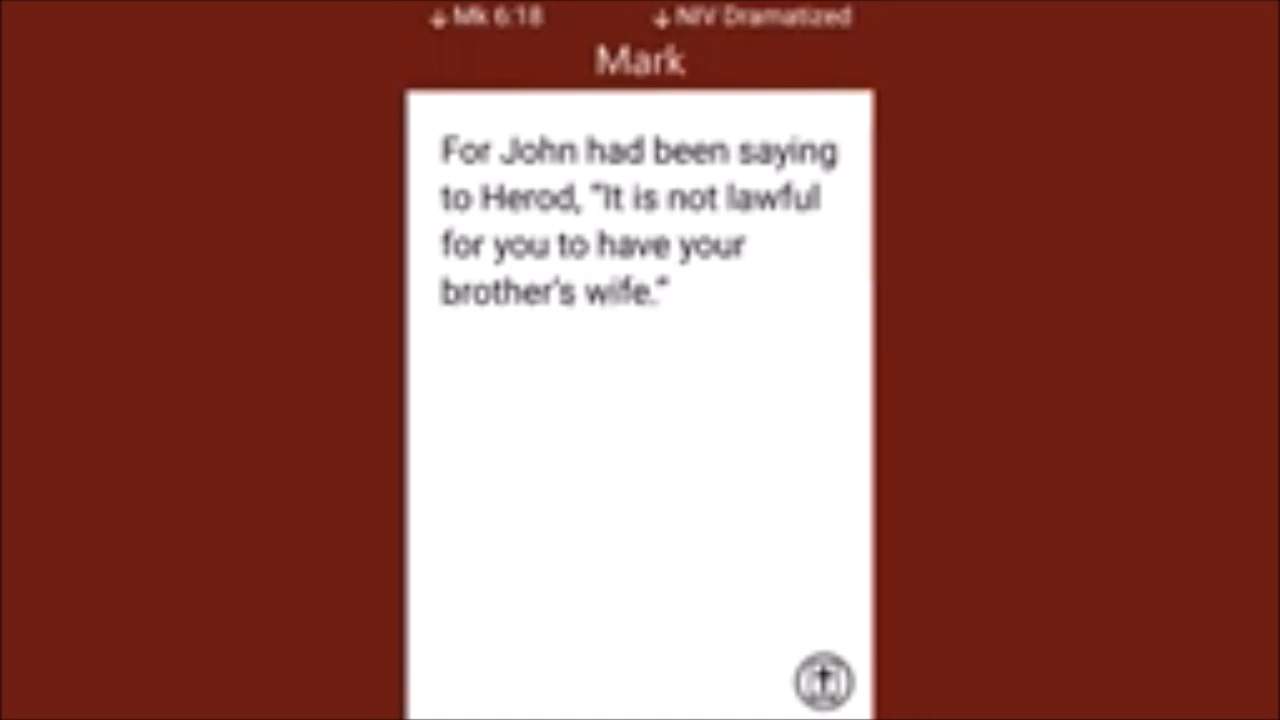 ↓ Mk 6:18 ↓ NIV Dramatized
Mark
For John had been saying
to Herod, “It is not lawful
for you to have your
brother's wife.”